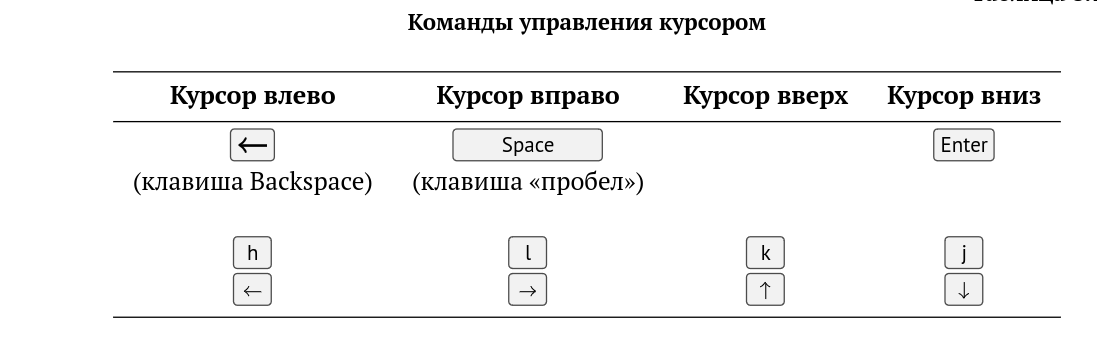 Команды управления курсором
Курсор влево Курсор вправо Курсор вверх Курсор вниз
← Space Enter
(клавиша Backspace) (клавиша «пробел»)
h l k j
← → ↑ ↓